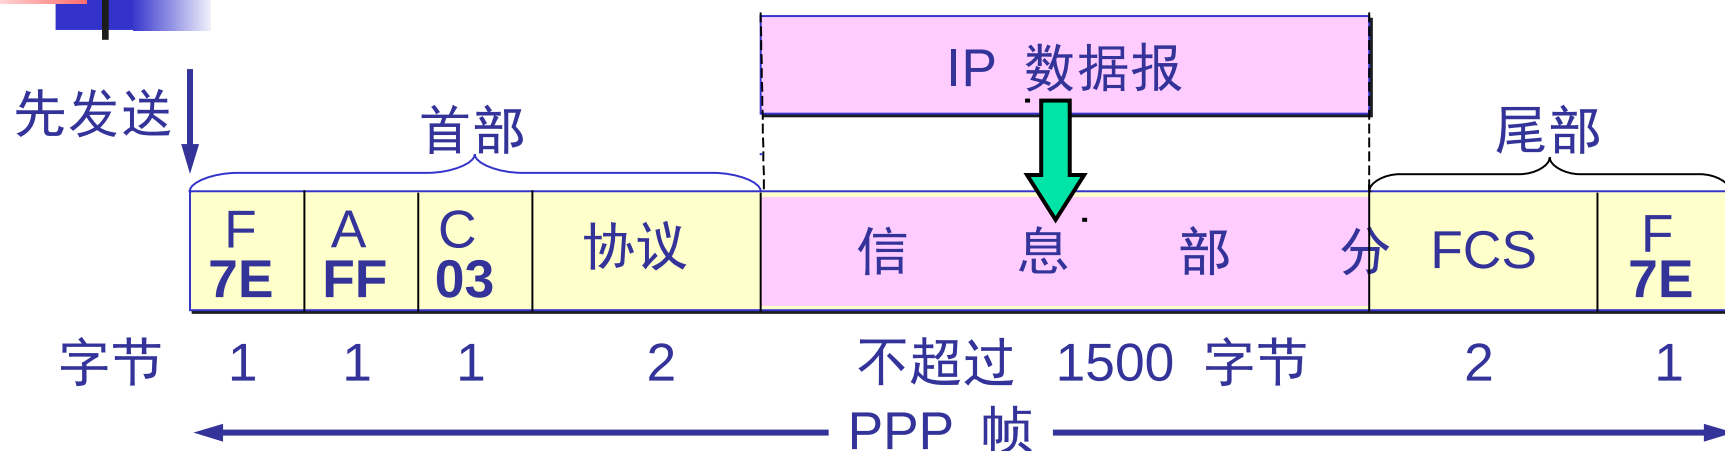 IP 数据报
先发送
首部
尾部
F A C 协议 信息部分 FCS F
7E FF 03 7E
字节 1 1 1 2 不超过 1500 字节 2 1
PPP 帧